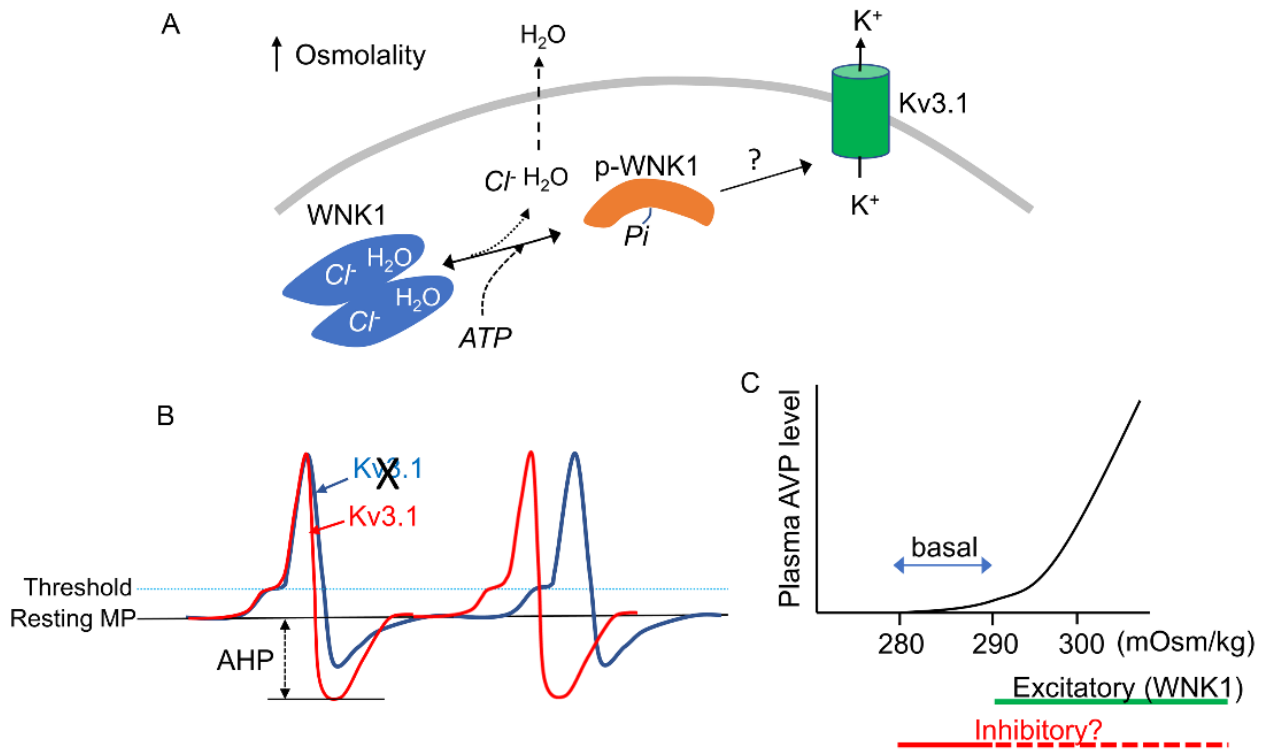 A
↑ Osmolality
H₂O
K⁺
Kv3.1
Cl⁻ H₂O
p-WNK1
?
K⁺
WNK1
Pi
Cl⁻ H₂O
H₂O
Cl⁻
ATP
B
Kv3.1
X
Kv3.1
Threshold
Resting MP
AHP
C
Plasma AVP level
basal
280 290 300 (mOsm/kg)
Excitatory (WNK1)
Inhibitory?